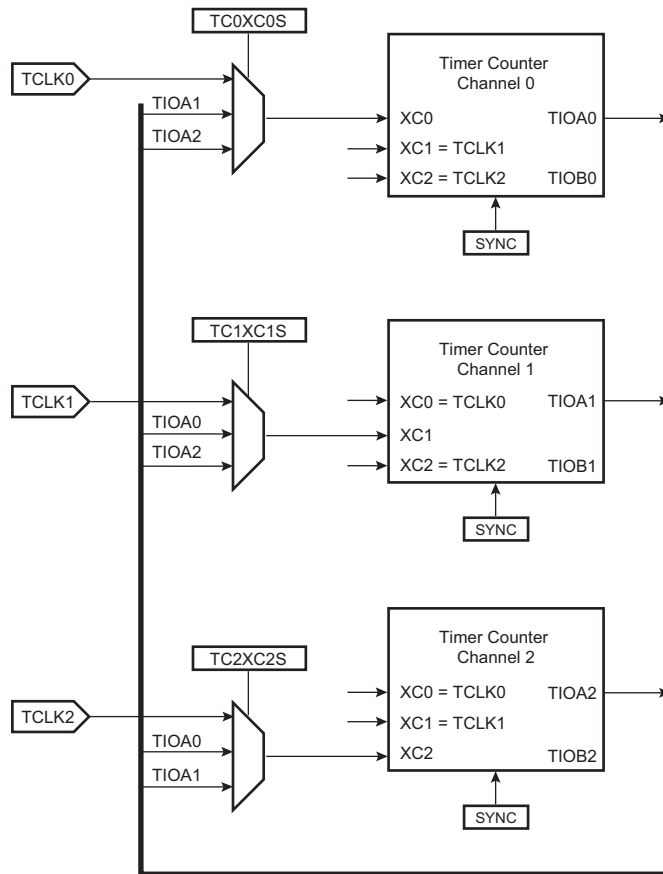 TC0XC0S
TCLK0
TIOA1
TIOA2
Timer Counter
Channel 0
XC0
TIOA0
XC1 = TCLK1
XC2 = TCLK2
TIOB0
SYNC
TC1XC1S
TCLK1
TIOA0
TIOA2
Timer Counter
Channel 1
XC0 = TCLK0
TIOA1
XC1
XC2 = TCLK2
TIOB1
SYNC
TC2XC2S
TCLK2
TIOA0
TIOA1
Timer Counter
Channel 2
XC0 = TCLK0
TIOA2
XC1 = TCLK1
XC2
TIOB2
SYNC